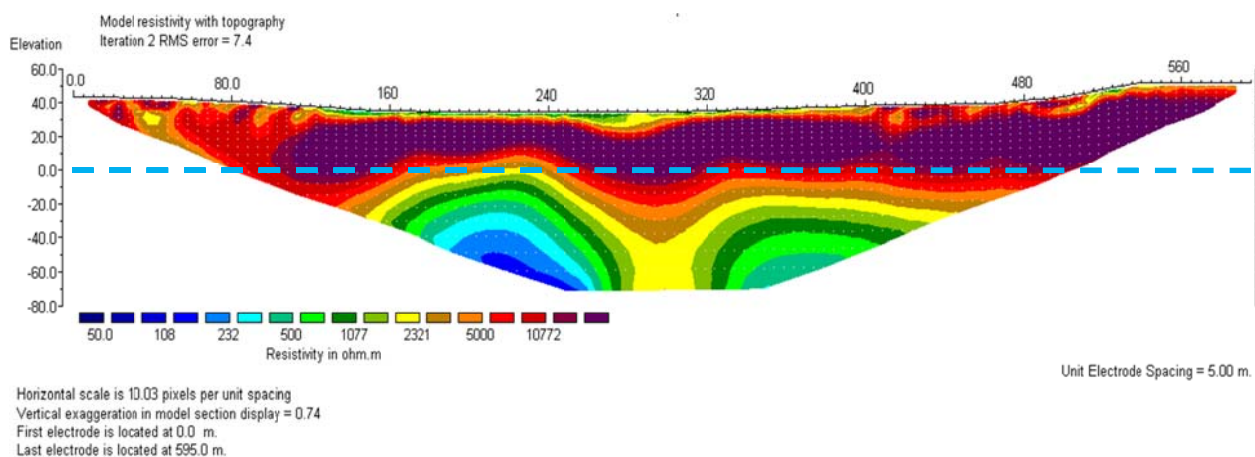 Model resistivity with topography
Iteration 2 RMS error = 7.4
Elevation
60.0
40.0
20.0
0.0
-20.0
-40.0
-60.0
-80.0
0.0 80.0 160 240 320 400 480 560
50.0 108 232 500 1077 2321 5000 10772
Resistivity in ohm.m
Unit Electrode Spacing = 5.00 m.
Horizontal scale is 10.03 pixels per unit spacing
Vertical exaggeration in model section display = 0.74
First electrode is located at 0.0 m.
Last electrode is located at 595.0 m.